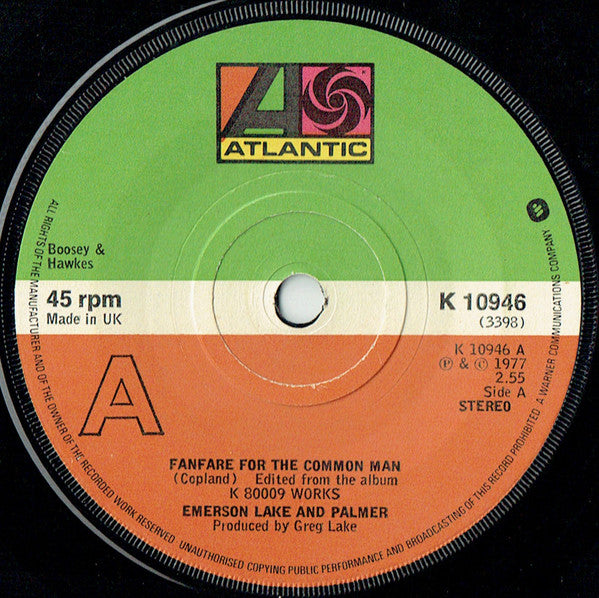 ATLANTIC
Boosey &
Hawkes
45 rpm
Made in UK
K 10946
(3398)
A
K 10946 A
℗ & © 1977
2.55
Side A
STEREO
FANFARE FOR THE COMMON MAN
(Copland) Edited from the album
K 80009 WORKS
EMERSON LAKE AND PALMER
Produced by Greg Lake
ALL RIGHTS OF THE MANUFACTURER AND OF THE OWNER OF THE RECORDED WORK RESERVED. UNAUTHORISED COPYING PUBLIC PERFORMANCE AND BROADCASTING OF THIS RECORD PROHIBITED. A WARNER COMMUNICATIONS COMPANY